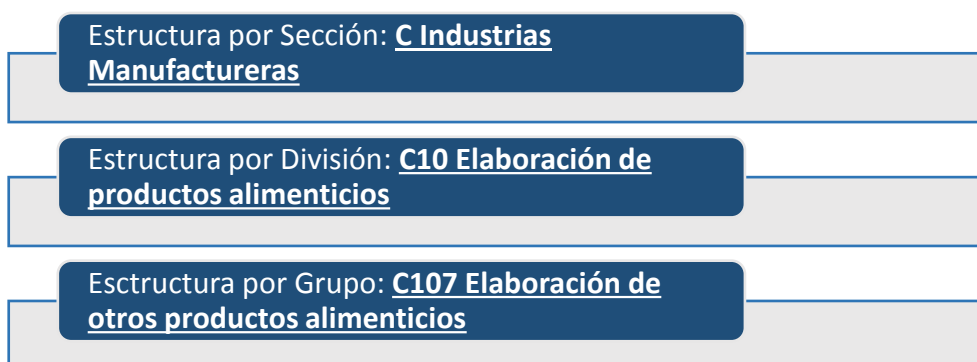 Estructura por Sección: C Industrias
Manufactureras
Estructura por División: C10 Elaboración de
productos alimenticios
Esctructura por Grupo: C107 Elaboración de
otros productos alimenticios